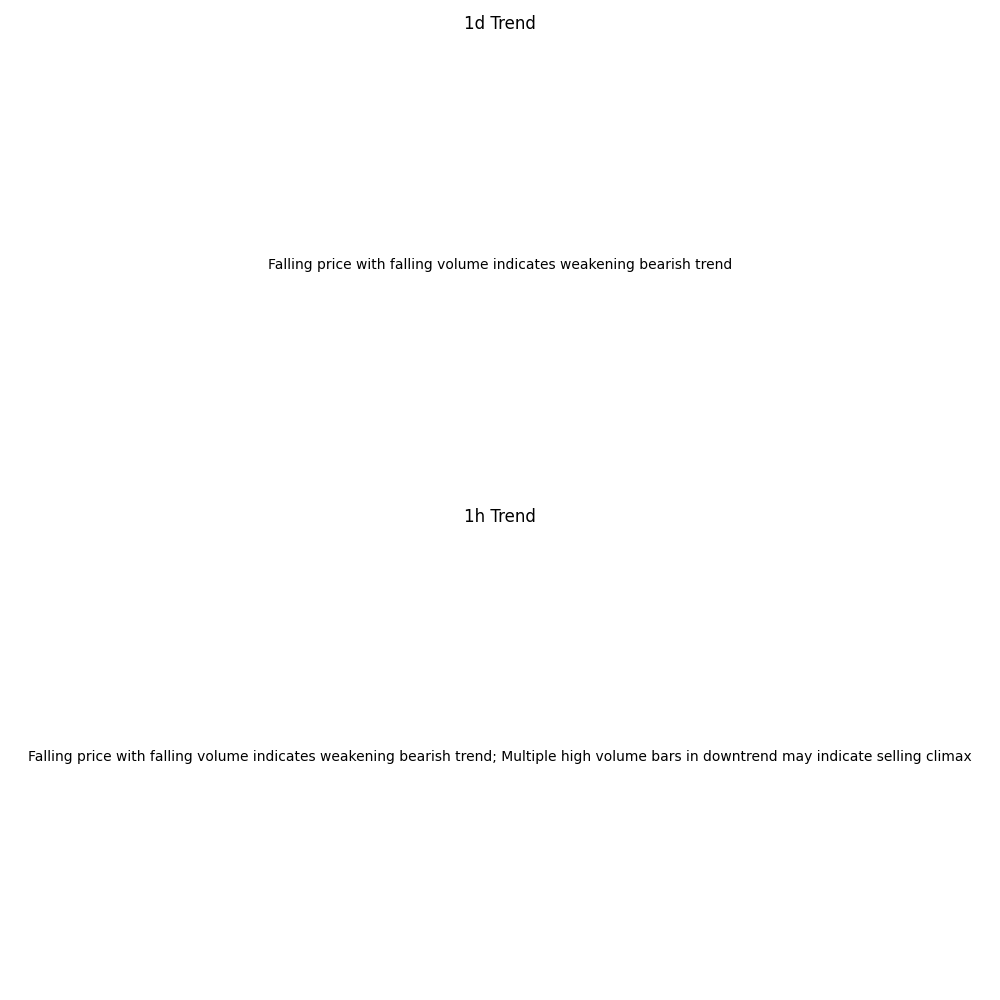 1d Trend
Falling price with falling volume indicates weakening bearish trend
1h Trend
Falling price with falling volume indicates weakening bearish trend; Multiple high volume bars in downtrend may indicate selling climax